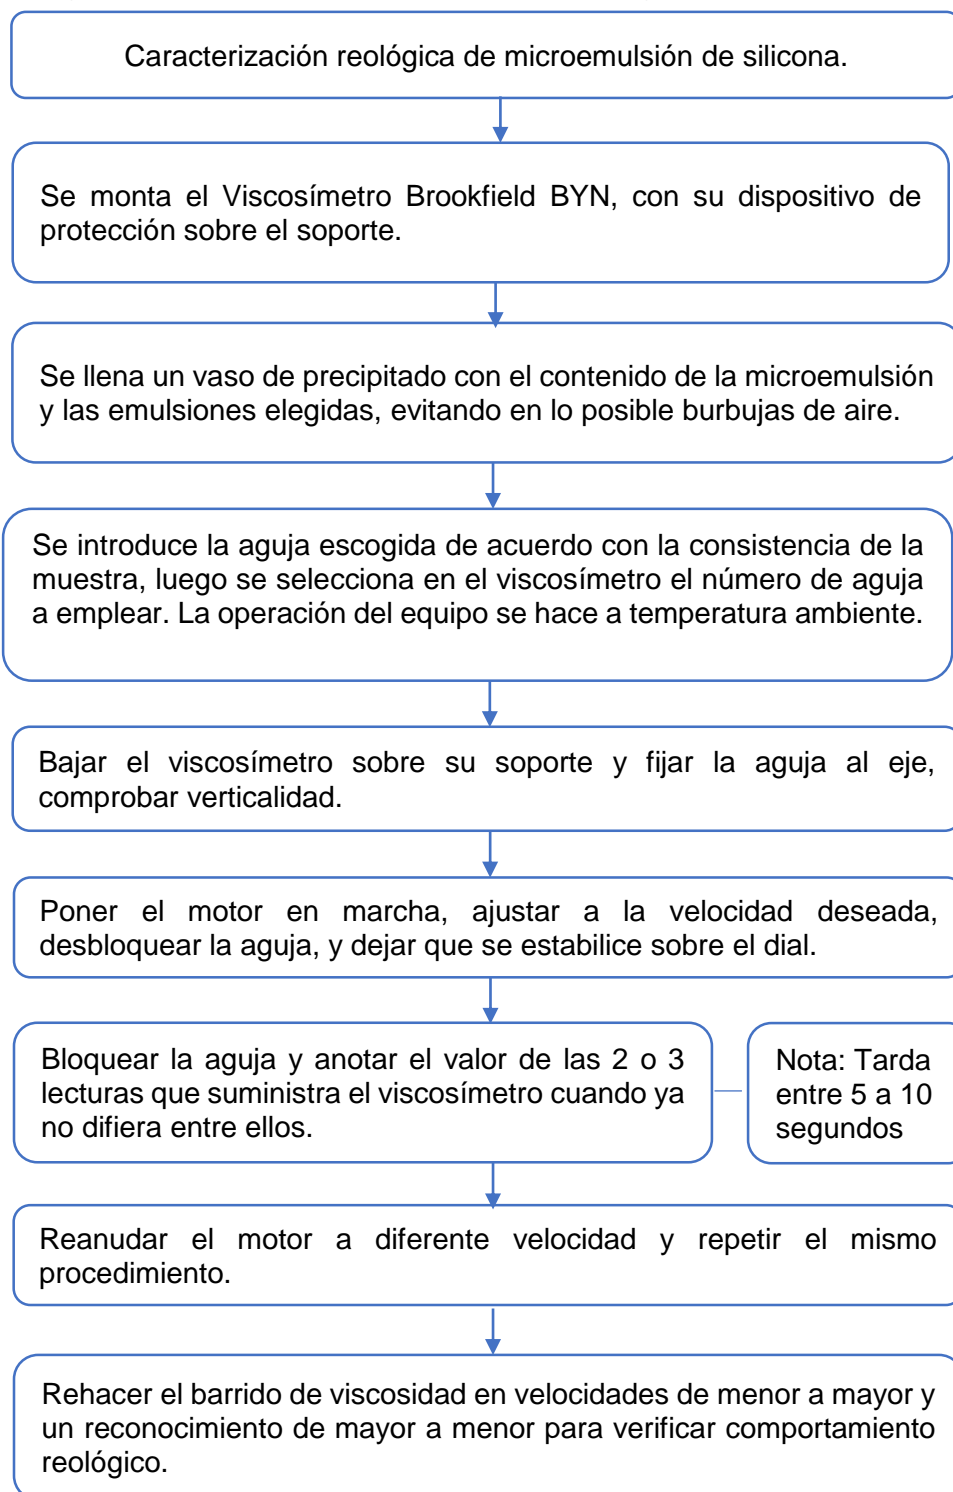 Caracterización reológica de microemulsión de silicona.
Se monta el Viscosímetro Brookfield BYN, con su dispositivo de
protección sobre el soporte.
Se llena un vaso de precipitado con el contenido de la microemulsión
y las emulsiones elegidas, evitando en lo posible burbujas de aire.
Se introduce la aguja escogida de acuerdo con la consistencia de la
muestra, luego se selecciona en el viscosímetro el número de aguja
a emplear. La operación del equipo se hace a temperatura ambiente.
Bajar el viscosímetro sobre su soporte y fijar la aguja al eje,
comprobar verticalidad.
Poner el motor en marcha, ajustar a la velocidad deseada,
desbloquear la aguja, y dejar que se estabilice sobre el dial.
Bloquear la aguja y anotar el valor de las 2 o 3
lecturas que suministra el viscosímetro cuando ya
no difiera entre ellos.
Nota: Tarda
entre 5 a 10
segundos
Reanudar el motor a diferente velocidad y repetir el mismo
procedimiento.
Rehacer el barrido de viscosidad en velocidades de menor a mayor y
un reconocimiento de mayor a menor para verificar comportamiento
reológico.